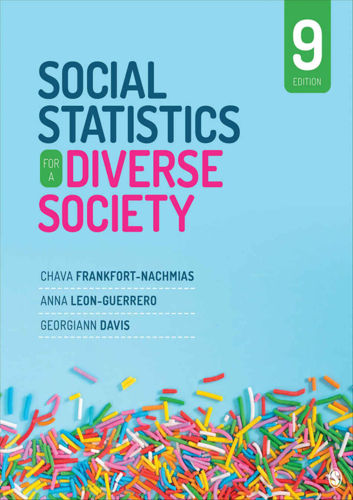 9
EDITION
SOCIAL
STATISTICS
FOR
A
DIVERSE
SOCIETY
CHAVA FRANKFORT-NACHMIAS
ANNA LEON-GUERRERO
GEORGIANN DAVIS